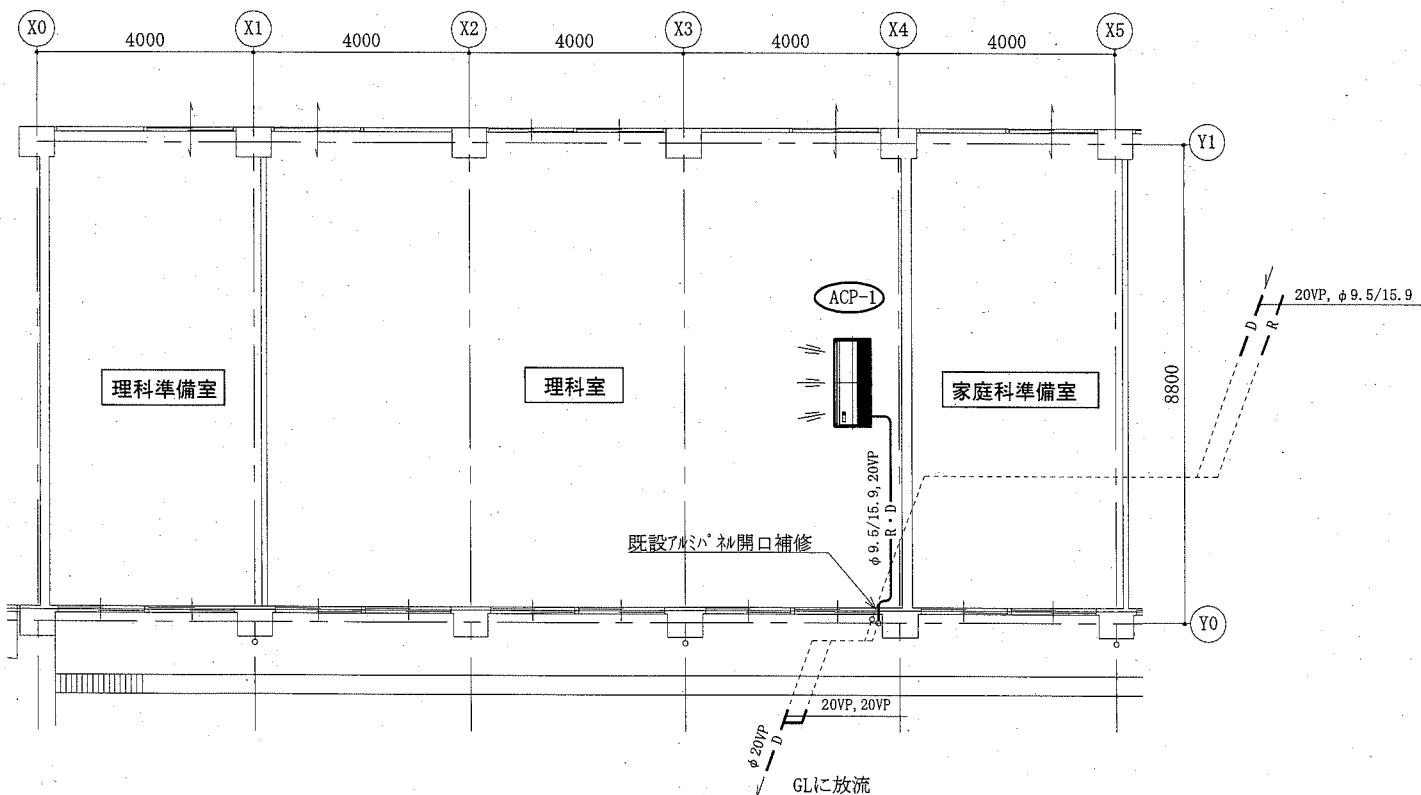 X0 X1 X2 X3 X4 X5
4000 4000 4000 4000 4000
Y1
ACP-1
20VP, φ9.5/15.9
D
R
理科準備室
理科室
家庭科準備室
8800
φ9.5/15.9, 20VP
R・D
既設アルミパネル開口補修
Y0
20VP, 20VP
φ20VP
D
GLに放流